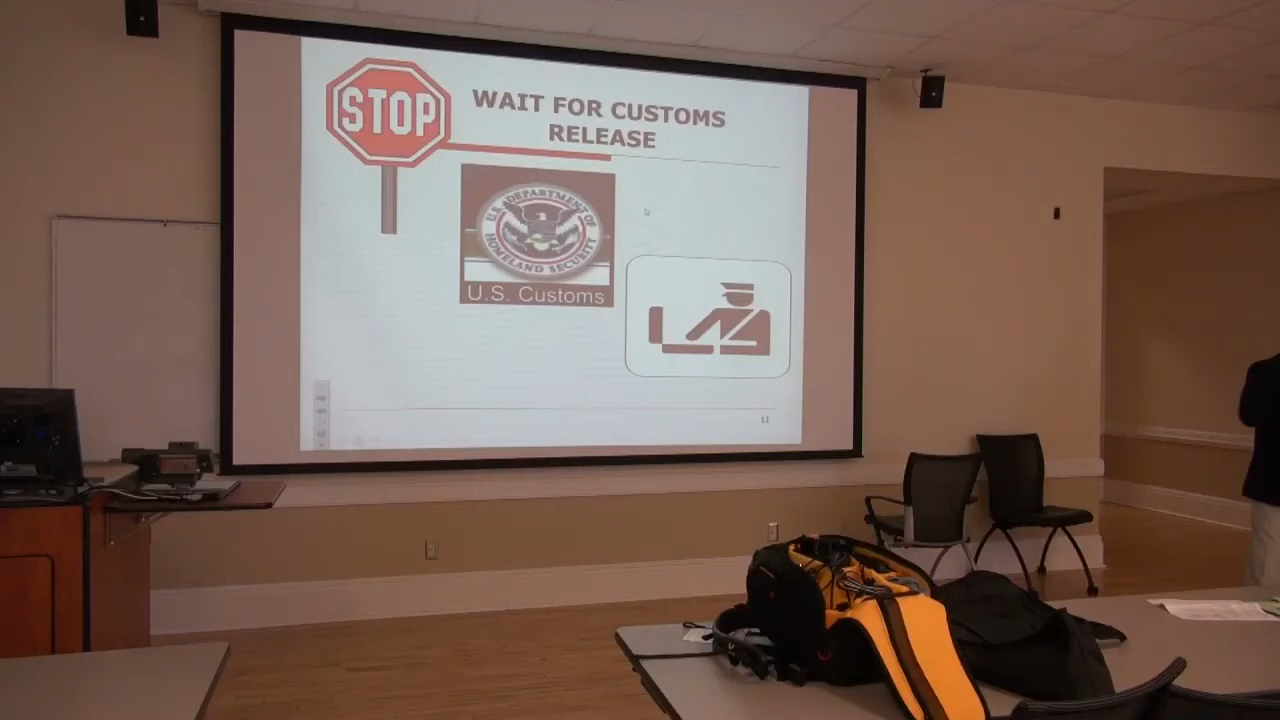 STOP
WAIT FOR CUSTOMS
RELEASE
U.S. DEPARTMENT OF
HOMELAND SECURITY
U.S. Customs
11